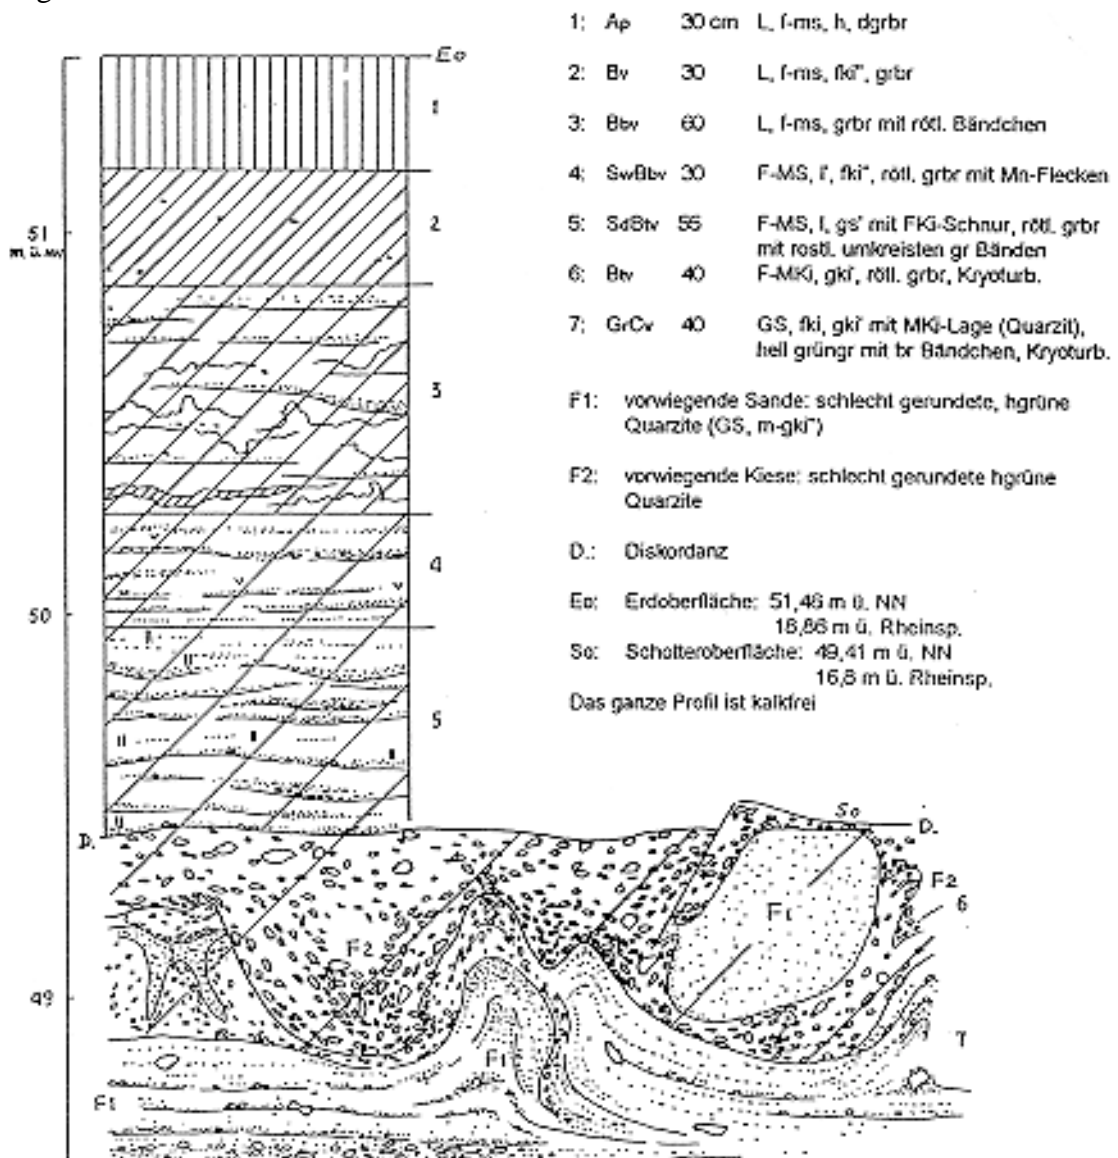 1: Ap 30 cm L, f-ms, h, dgrbr
2: Bv 30 L, f-ms, fki", grbr
3: Bbv 60 L, f-ms, grbr mit rötl. Bändchen
4: SwBbv 30 F-MS, l', fki", rötl. grbr mit Mn-Flecken
5: SdBtv 55 F-MS, l, gs' mit FKi-Schnur, rötl. grbr
mit rostl. umkreisten gr Bänden
6: Btv 40 F-MKi, gki', rötl. grbr, Kryoturb.
7: GrCv 40 GS, fki, gki' mit MKi-Lage (Quarzit),
hell grüngr mit br Bändchen, Kryoturb.
F1: vorwiegende Sande: schlecht gerundete, hgrüne
Quarzite (GS, m-gki")
F2: vorwiegende Kiese: schlecht gerundete hgrüne
Quarzite
D.: Diskordanz
Eo: Erdoberfläche: 51,46 m ü. NN
18,86 m ü. Rheinsp.
So: Schotteroberfläche: 49,41 m ü. NN
16,8 m ü. Rheinsp.
Das ganze Profil ist kalkfrei
Eo
1
2
51
m. ü. NN
3
4
50
5
So
D.
D.
F2
6
F1
F2
49
7
F1
F1